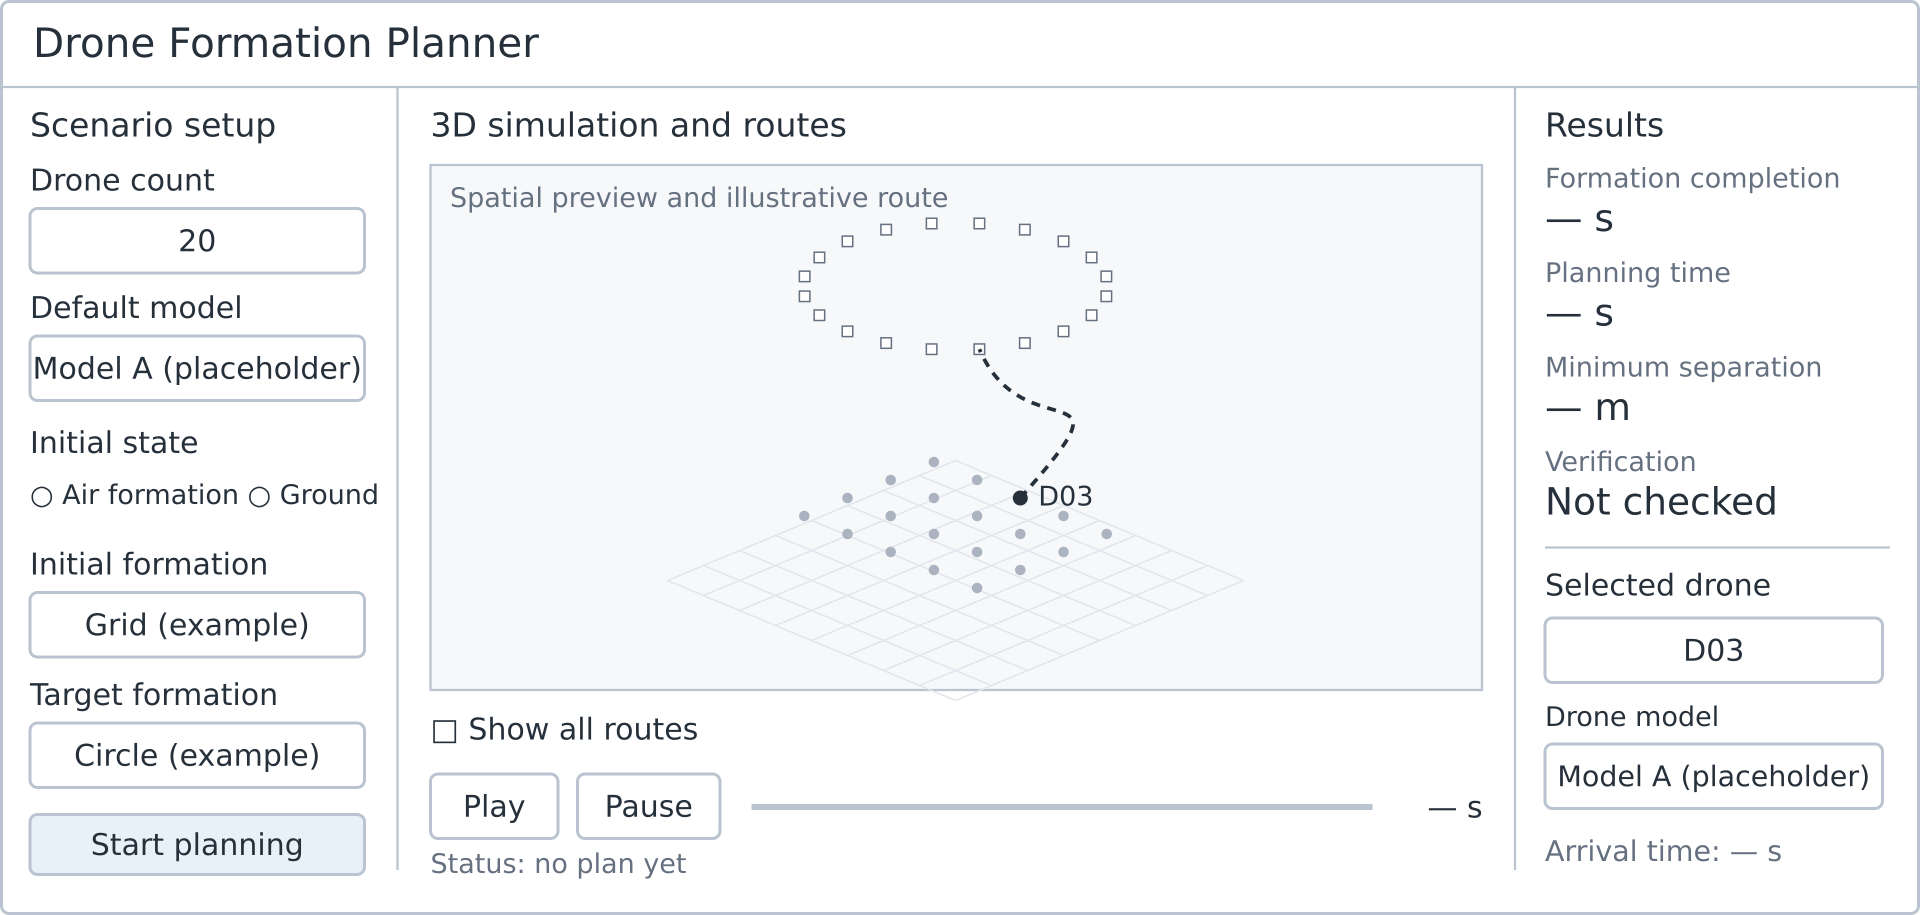 Drone Formation Planner
Scenario setup
Drone count
20
Default model
Model A (placeholder)
Initial state
○ Air formation ○ Ground
Initial formation
Grid (example)
Target formation
Circle (example)
Start planning
3D simulation and routes
Spatial preview and illustrative route
D03
□ Show all routes
Play
Pause
— s
Status: no plan yet
Results
Formation completion
— s
Planning time
— s
Minimum separation
— m
Verification
Not checked
Selected drone
D03
Drone model
Model A (placeholder)
Arrival time: — s